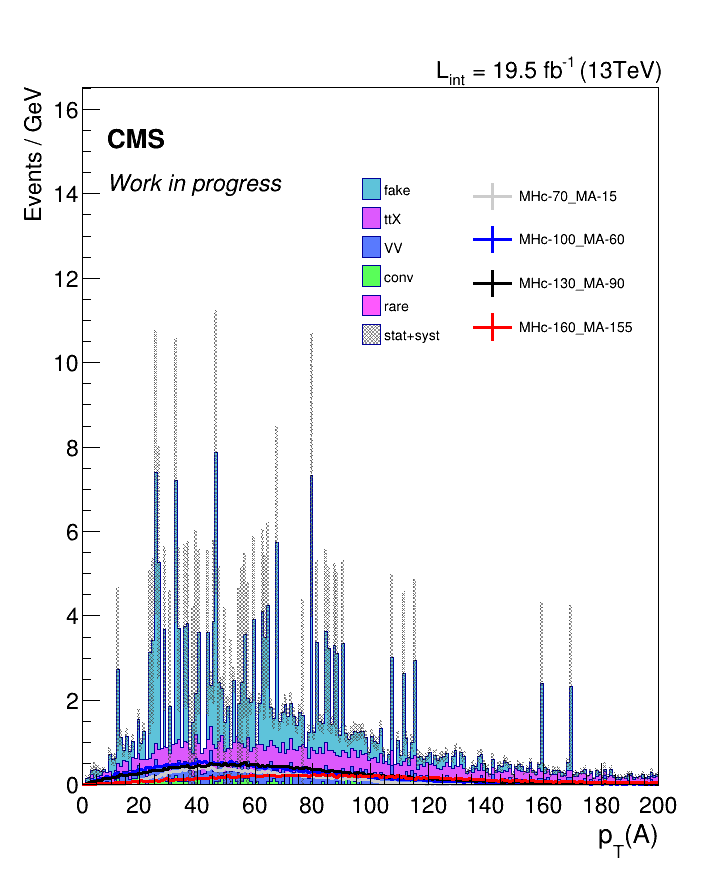 L_int = 19.5 fb⁻¹ (13TeV)
Events / GeV
CMS
Work in progress
fake
ttX
VV
conv
rare
stat+syst
MHc-70_MA-15
MHc-100_MA-60
MHc-130_MA-90
MHc-160_MA-155
16
14
12
10
8
6
4
2
0
0 20 40 60 80 100 120 140 160 180 200
p_T(A)